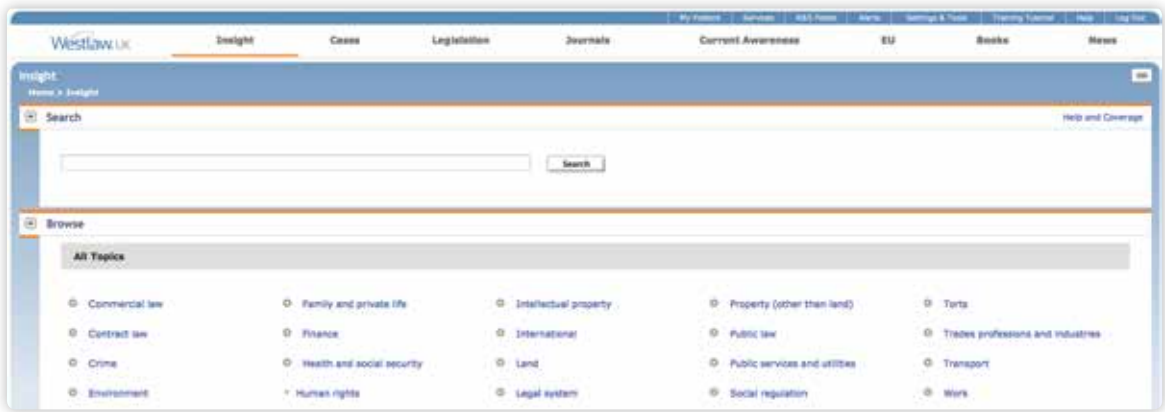 My Folders Services RSS Feeds Alerts Settings & Tools Training Tutorial Help Log Out
Westlaw.UK Insight Cases Legislation Journals Current Awareness EU Books News
Insight
Home > Insight
Search Help and Coverage
Search
Browse
All Topics
Commercial law Family and private life Intellectual property Property (other than land) Torts
Contract law Finance International Public law Trades professions and industries
Crime Health and social security Land Public services and utilities Transport
Environment Human rights Legal system Social regulation Work